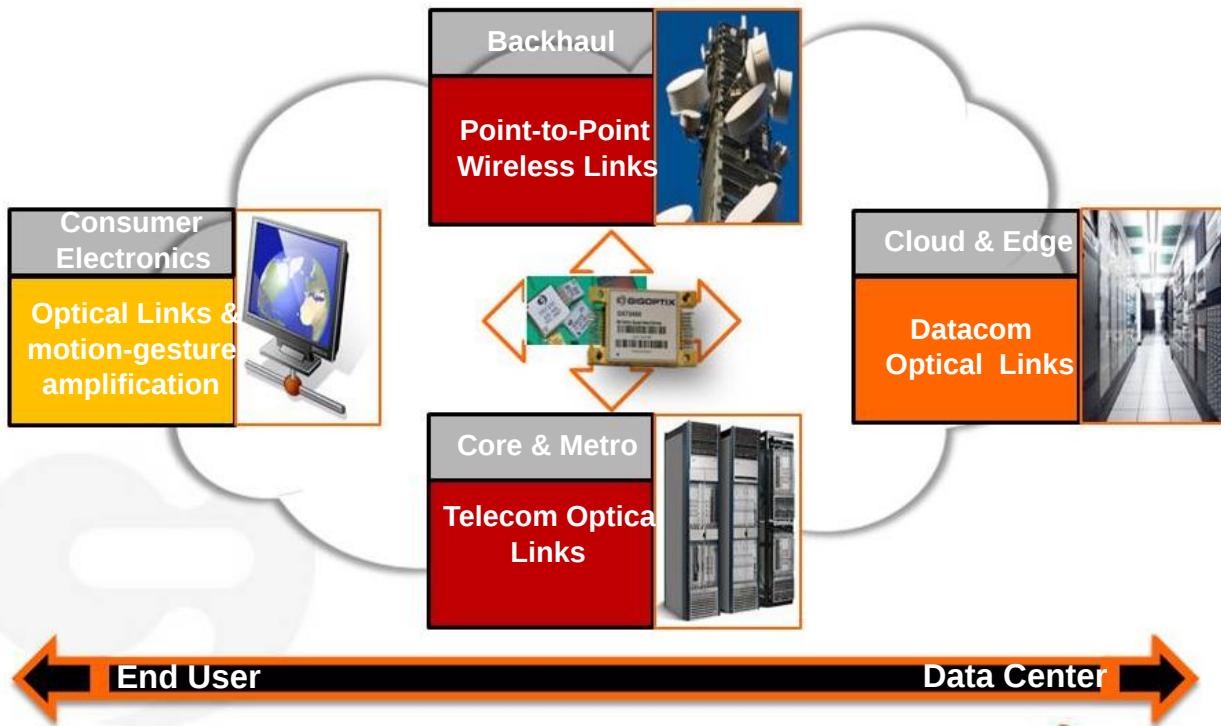 Backhaul
Point-to-Point
Wireless Links
Consumer
Electronics
Optical Links &
motion-gesture
amplification
Cloud & Edge
Datacom
Optical Links
GIGOPTIX
Core & Metro
Telecom Optica
Links
End User
Data Center